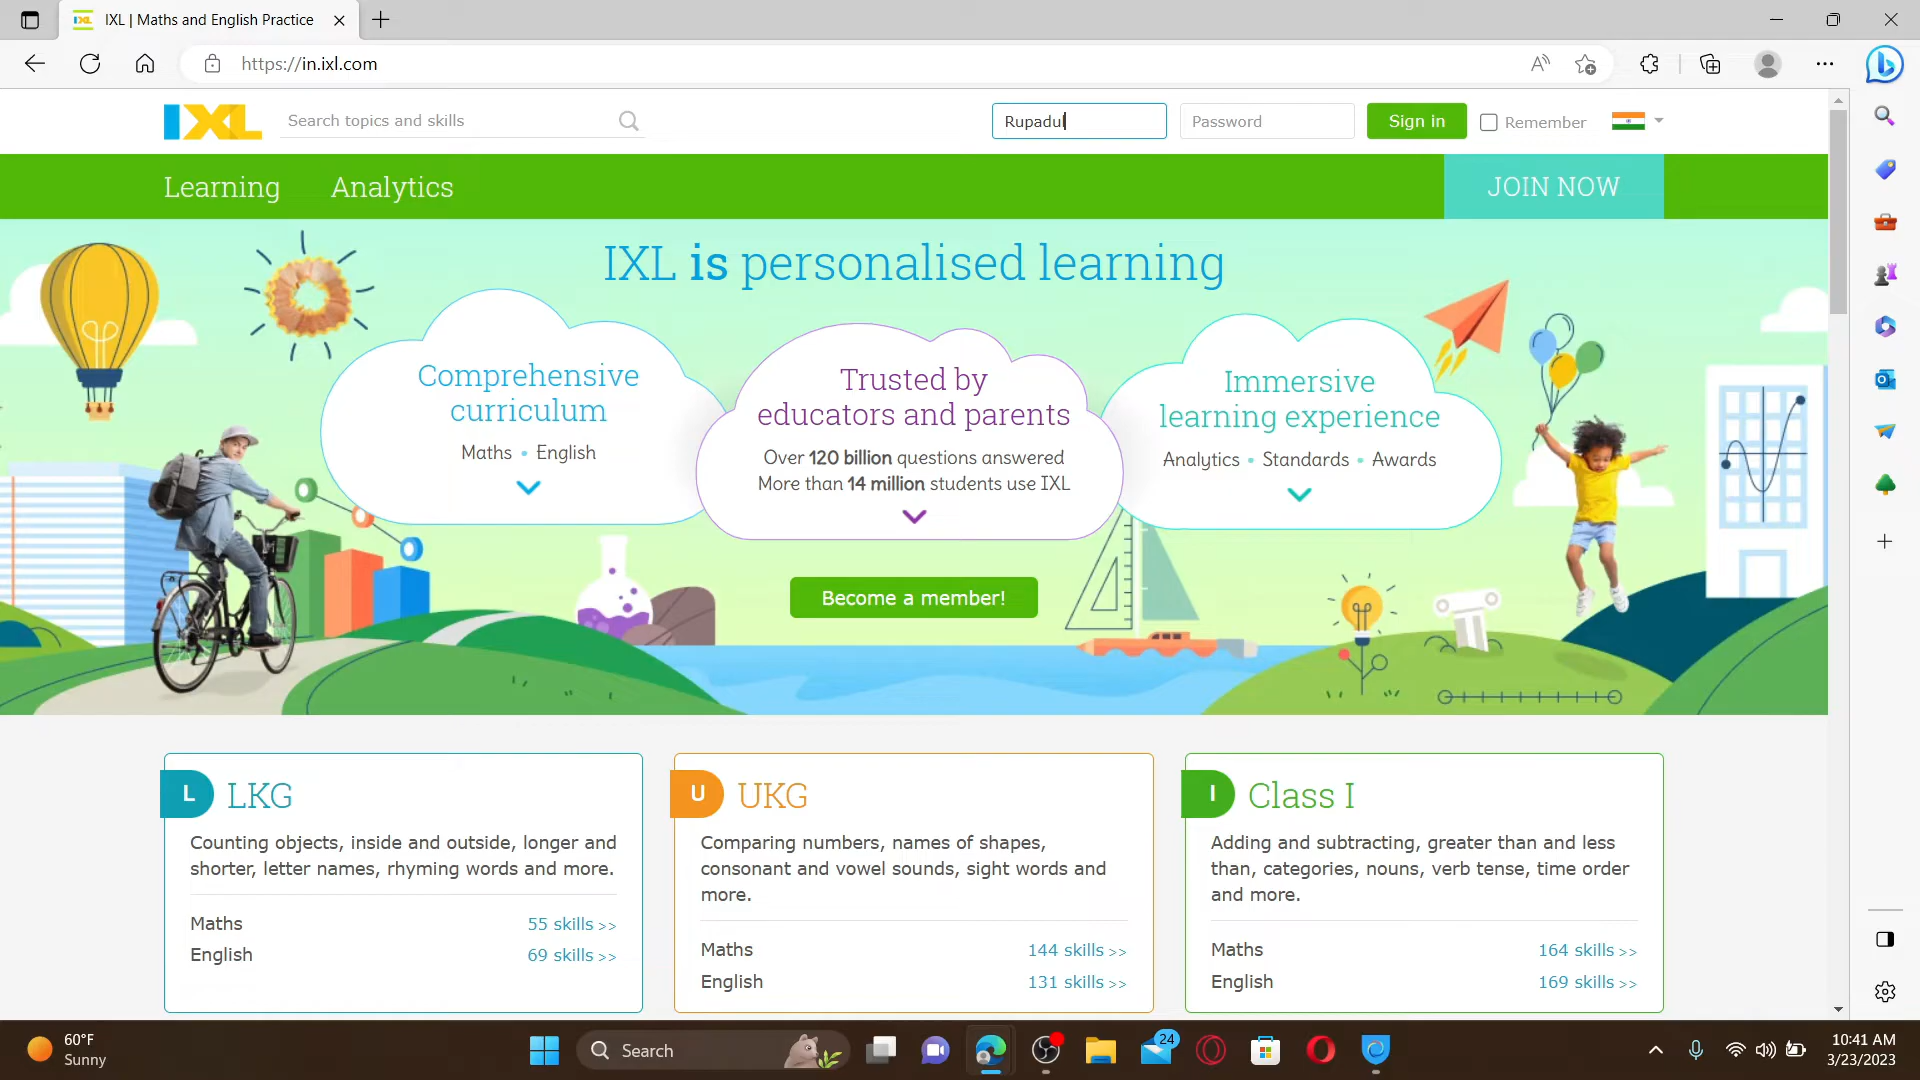 IXL | Maths and English Practice
https://in.ixl.com
IXL
Search topics and skills
Rupadul
Password
Sign in
Remember
Learning
Analytics
JOIN NOW
IXL is personalised learning
Comprehensive
curriculum
Maths • English
Trusted by
educators and parents
Over 120 billion questions answered
More than 14 million students use IXL
Immersive
learning experience
Analytics • Standards • Awards
Become a member!
L LKG
Counting objects, inside and outside, longer and
shorter, letter names, rhyming words and more.
Maths 55 skills >>
English 69 skills >>
U UKG
Comparing numbers, names of shapes,
consonant and vowel sounds, sight words and
more.
Maths 144 skills >>
English 131 skills >>
I Class I
Adding and subtracting, greater than and less
than, categories, nouns, verb tense, time order
and more.
Maths 164 skills >>
English 169 skills >>
60°F
Sunny
Search
24
10:41 AM
3/23/2023